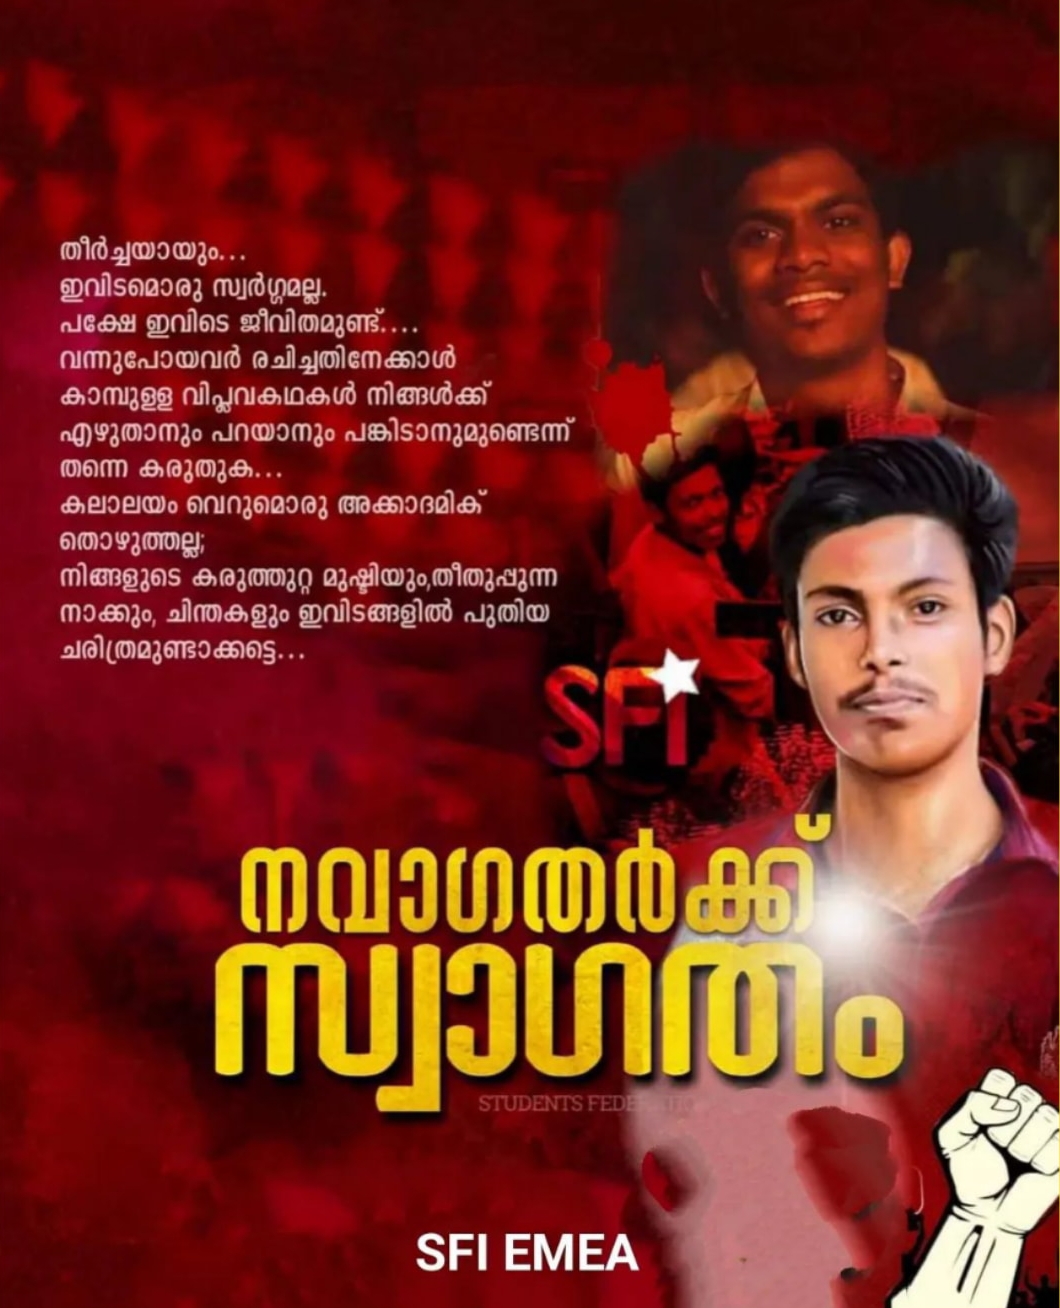 തീർച്ചയായും...
ഇവിടമൊരു സ്വർഗ്ഗമല്ല.
പക്ഷേ ഇവിടെ ജീവിതമുണ്ട്....
വന്നുപോയവർ രചിച്ചതിനേക്കാൾ
കാമ്പുള്ള വിപ്ലവകഥകൾ നിങ്ങൾക്ക്
എഴുതാനും പറയാനും പങ്കിടാനുമുണ്ടെന്ന്
തന്നെ കരുതുക...
കലാലയം വെറുമൊരു അക്കാദമിക്
തൊഴുത്തല്ല;
നിങ്ങളുടെ കരുത്തുറ്റ മുഷ്ടിയും,തീതുപ്പുന്ന
നാക്കും, ചിന്തകളും ഇവിടങ്ങളിൽ പുതിയ
ചരിത്രമുണ്ടാക്കട്ടെ...
SFI
നവാഗതർക്ക്
സ്വാഗതം
STUDENTS
SFI EMEA